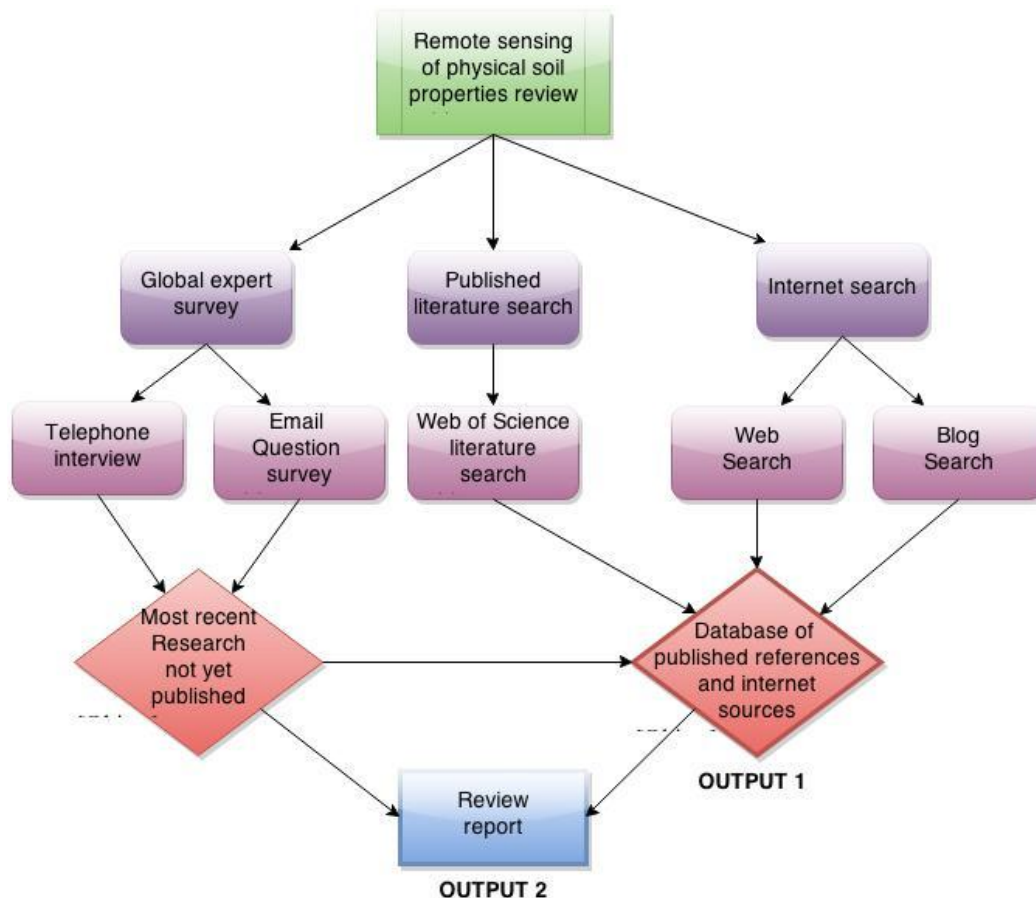 Remote sensing
of physical soil
properties review
Global expert
survey
Published
literature search
Internet search
Telephone
interview
Email
Question
survey
Web of Science
literature
search
Web
Search
Blog
Search
Most recent
Research
not yet
published
Database of
published references
and internet
sources
OUTPUT 1
Review
report
OUTPUT 2